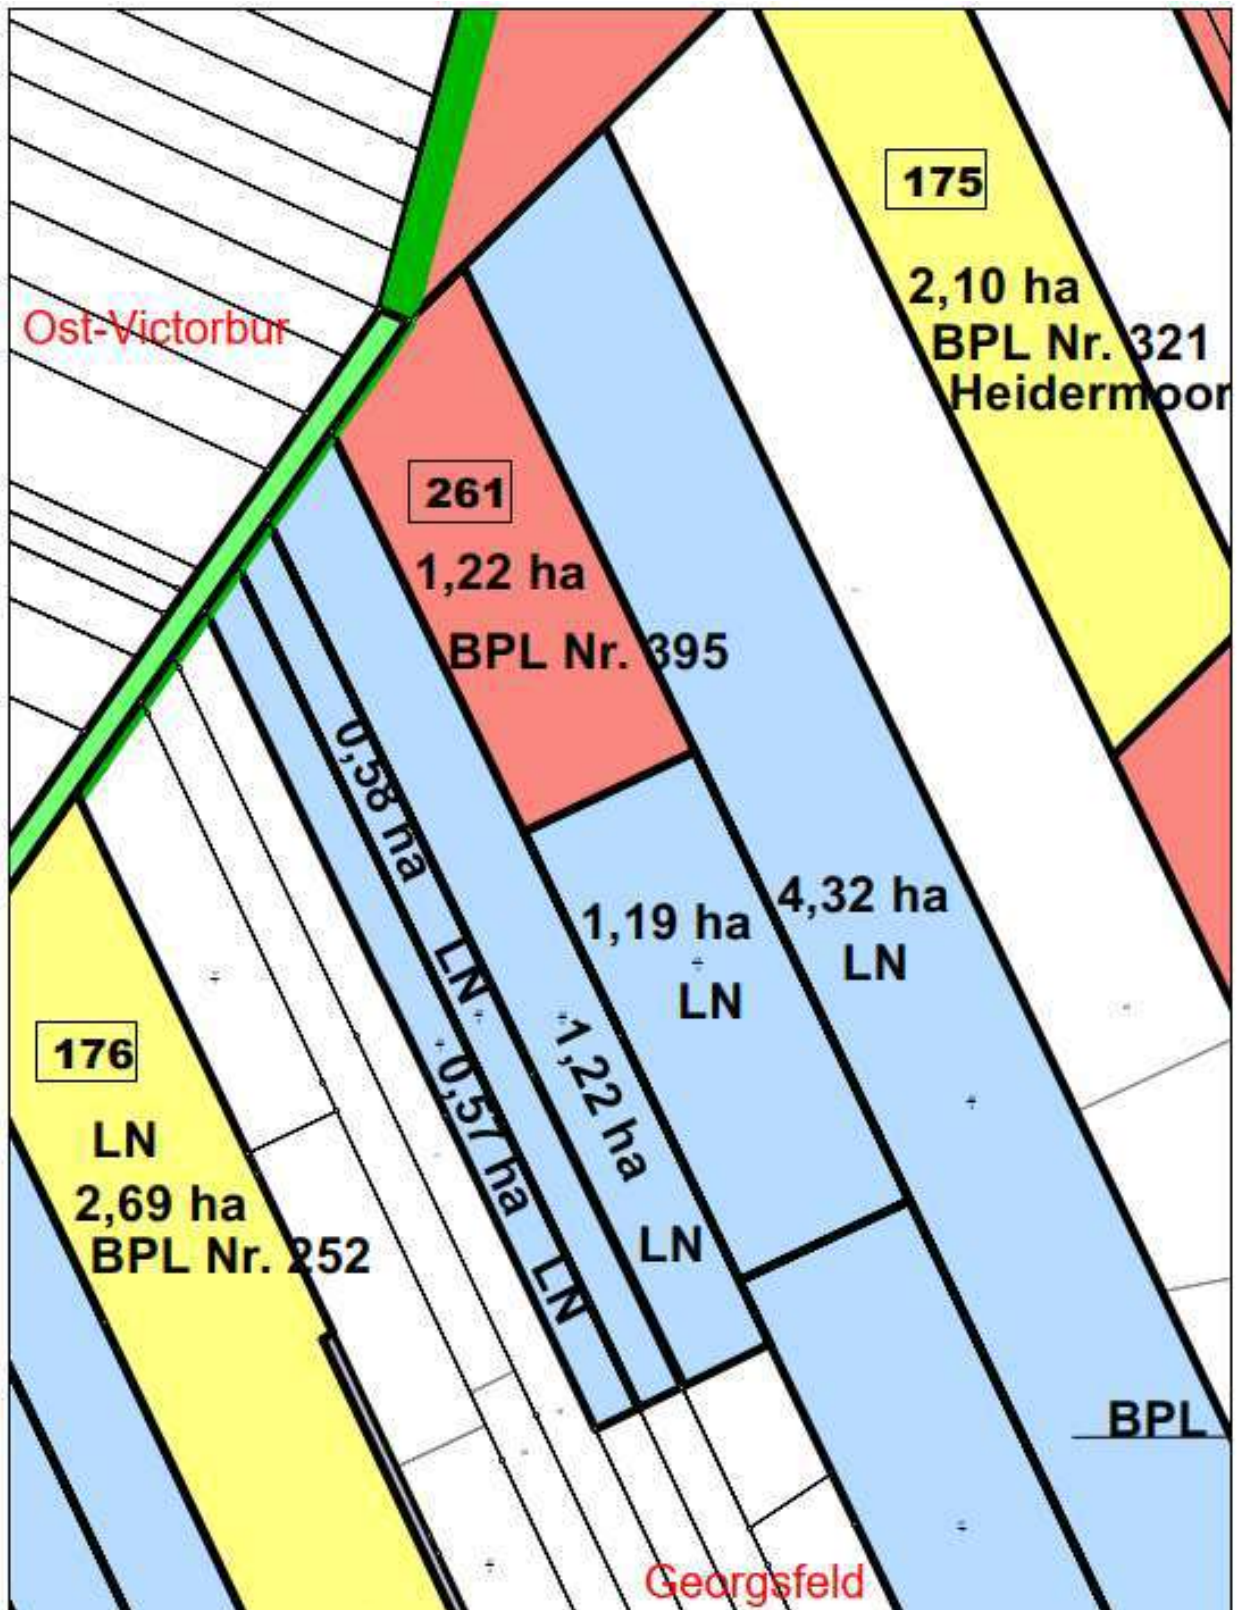 175
2,10 ha
BPL Nr. 321
Heidermoor
Ost-Victorbur
261
1,22 ha
BPL Nr. 395
0,58 ha LN
4,32 ha
LN
1,19 ha
LN
176
LN
2,69 ha
BPL Nr. 252
0,57 ha LN
1,22 ha
LN
BPL
Georgsfeld